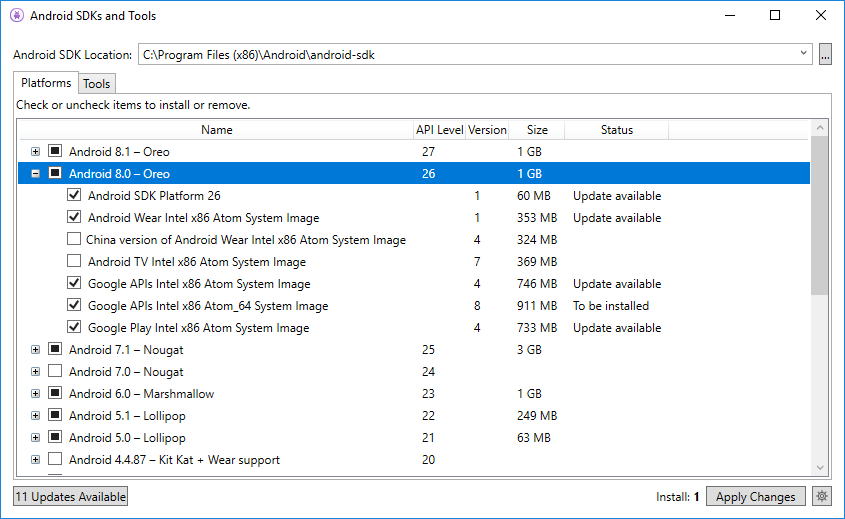 Android SDKs and Tools
Android SDK Location: C:\Program Files (x86)\Android\android-sdk ...
Platforms Tools
Check or uncheck items to install or remove.
Name API Level Version Size Status
Android 8.1 – Oreo 27 1 GB
Android 8.0 – Oreo 26 1 GB
Android SDK Platform 26 1 60 MB Update available
Android Wear Intel x86 Atom System Image 1 353 MB Update available
China version of Android Wear Intel x86 Atom System Image 4 324 MB
Android TV Intel x86 Atom System Image 7 369 MB
Google APIs Intel x86 Atom System Image 4 746 MB Update available
Google APIs Intel x86 Atom_64 System Image 8 911 MB To be installed
Google Play Intel x86 Atom System Image 4 733 MB Update available
Android 7.1 – Nougat 25 3 GB
Android 7.0 – Nougat 24
Android 6.0 – Marshmallow 23 1 GB
Android 5.1 – Lollipop 22 249 MB
Android 5.0 – Lollipop 21 63 MB
Android 4.4.87 – Kit Kat + Wear support 20
11 Updates Available Install: 1 Apply Changes